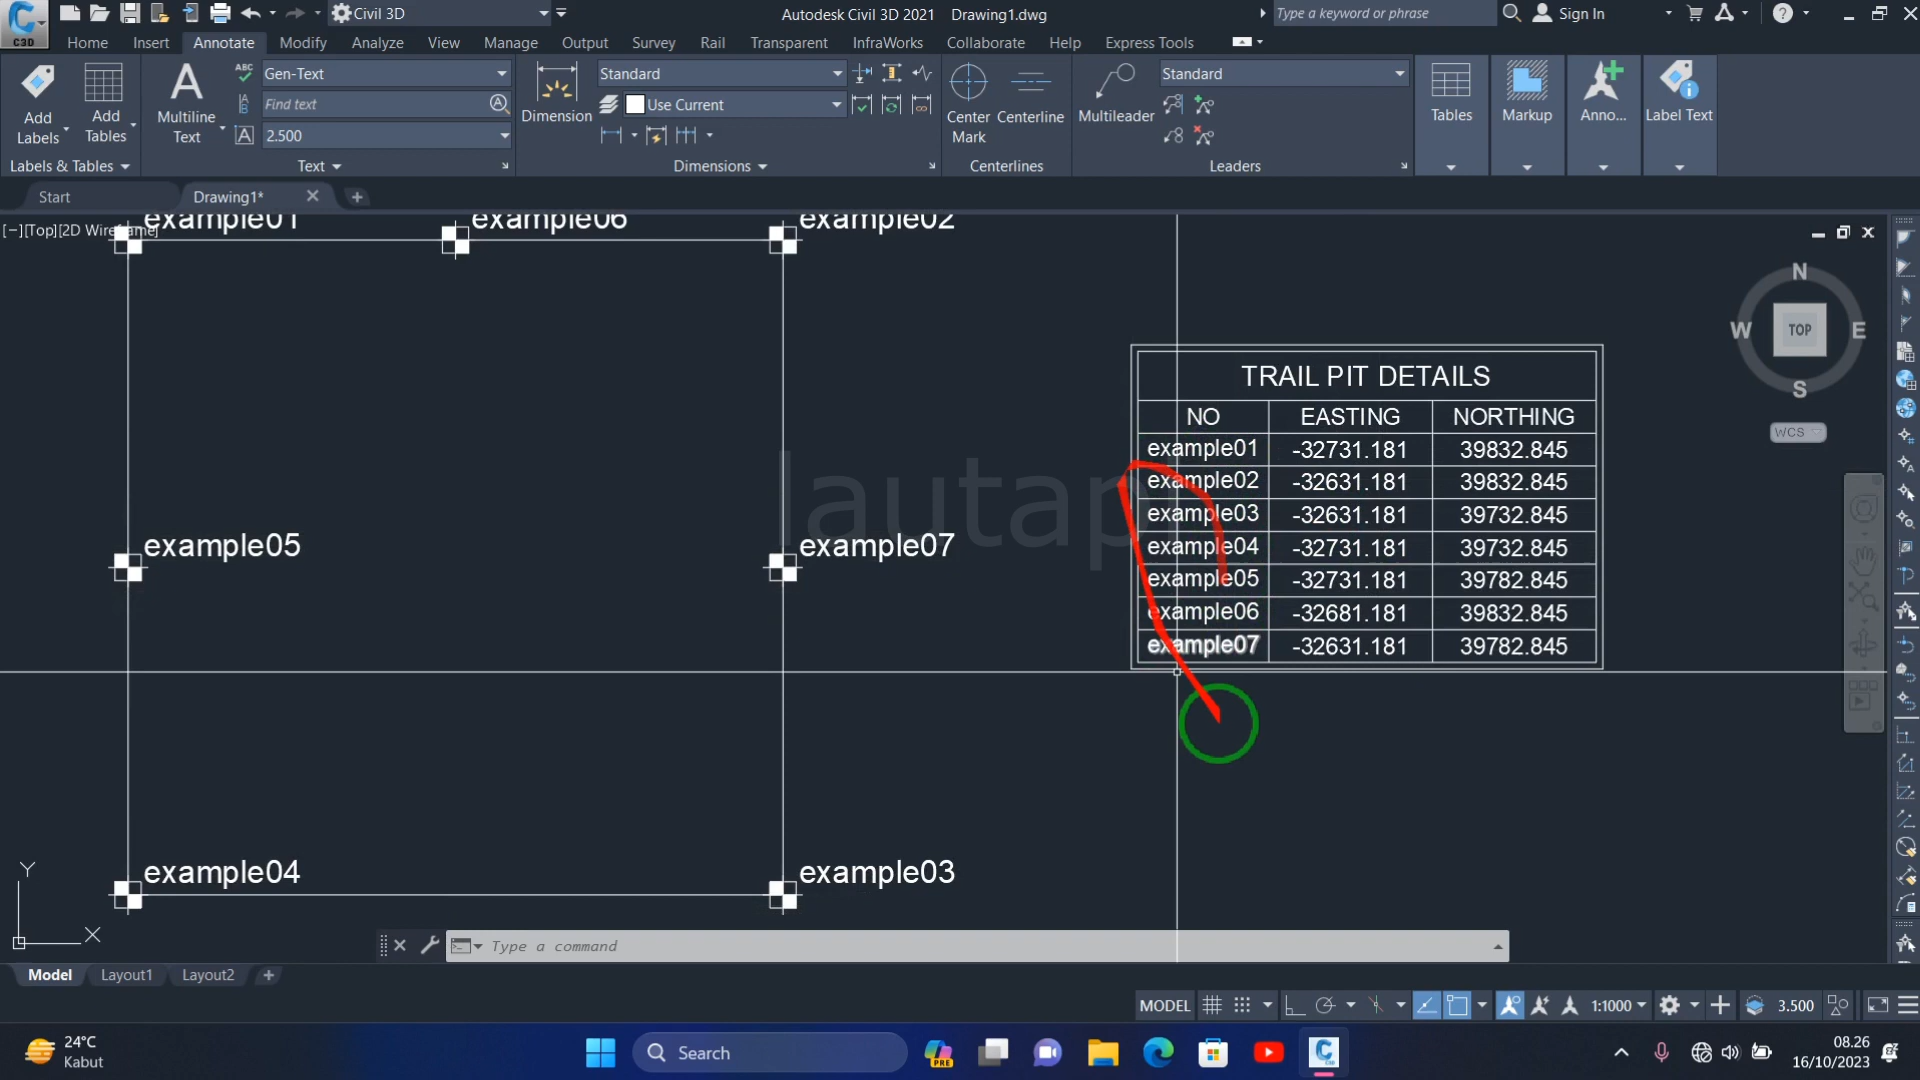 C3D
Civil 3D
Autodesk Civil 3D 2021 Drawing1.dwg
Type a keyword or phrase
Sign In
Home Insert Annotate Modify Analyze View Manage Output Survey Rail Transparent InfraWorks Collaborate Help Express Tools
Add Labels
Add Tables
Labels & Tables
Multiline Text
ABC
Gen-Text
Find text
2.500
Text
Dimension
Standard
Use Current
Dimensions
Center Mark
Centerline
Centerlines
Multileader
Standard
Leaders
Tables
Markup
Anno...
Label Text
Start
Drawing1*
[−][Top][2D Wireframe]
example01
example06
example02
example05
example07
example04
example03
TRAIL PIT DETAILS
NO EASTING NORTHING
example01 -32731.181 39832.845
example02 -32631.181 39832.845
example03 -32631.181 39732.845
example04 -32731.181 39732.845
example05 -32731.181 39782.845
example06 -32681.181 39832.845
example07 -32631.181 39782.845
N
W TOP E
S
WCS
Y
X
Type a command
Model Layout1 Layout2
MODEL
1:1000
3.500
24°C
Kabut
Search
PRE
08.26
16/10/2023